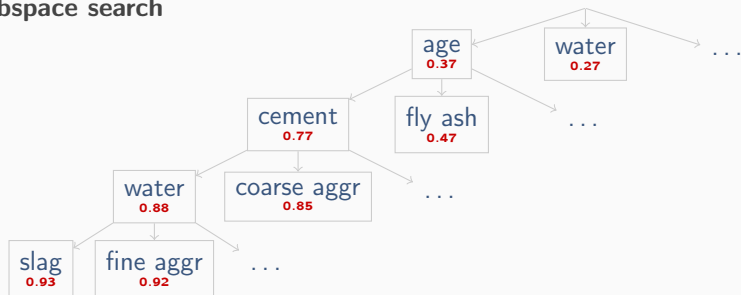 bspace search
age
0.37
water
0.27
...
cement
0.77
fly ash
0.47
...
water
0.88
coarse aggr
0.85
...
slag
0.93
fine aggr
0.92
...